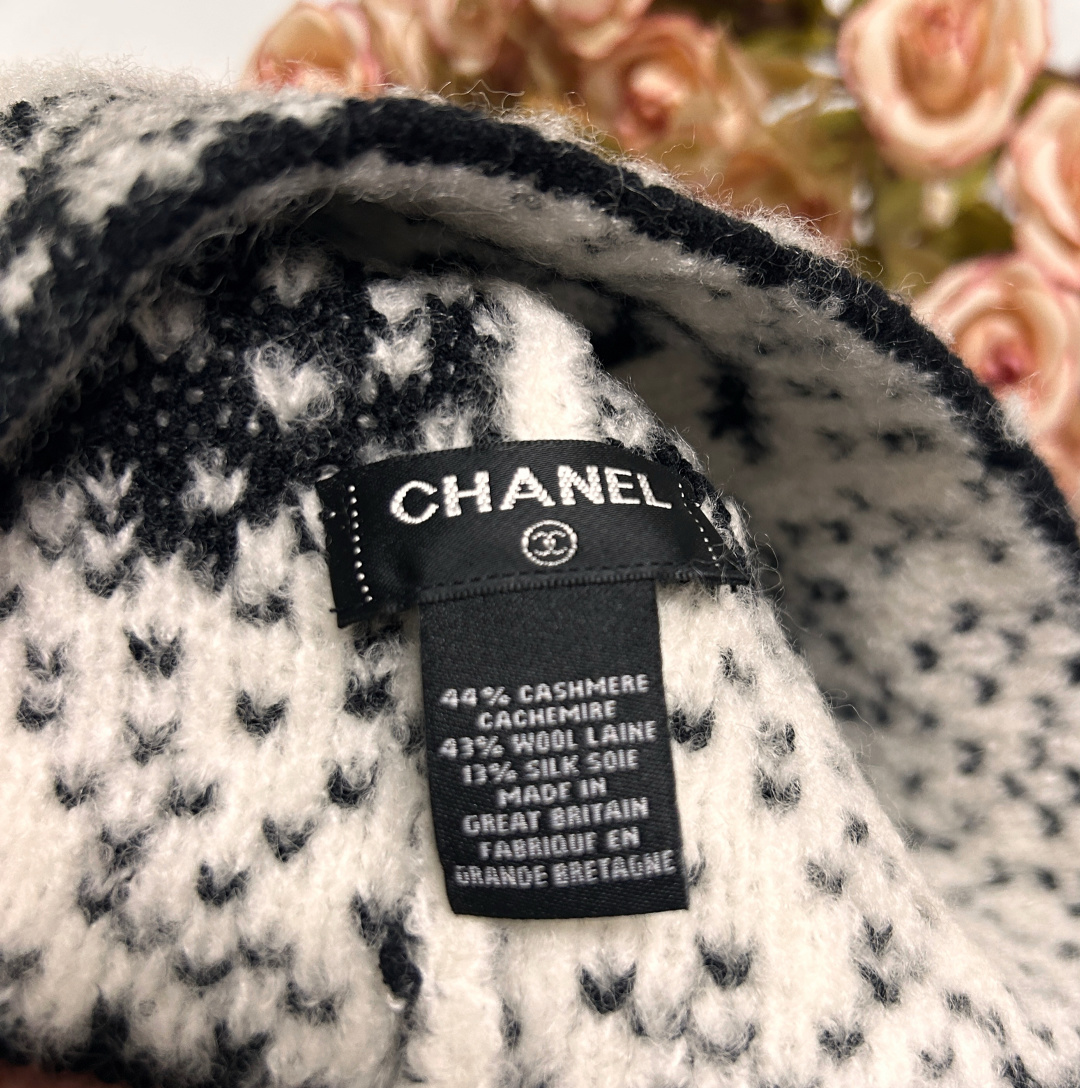 CHANEL
44% CASHMERE
CACHEMIRE
43% WOOL LAINE
13% SILK SOIE
MADE IN
GREAT BRITAIN
FABRIQUE EN
GRANDE BRETAGNE